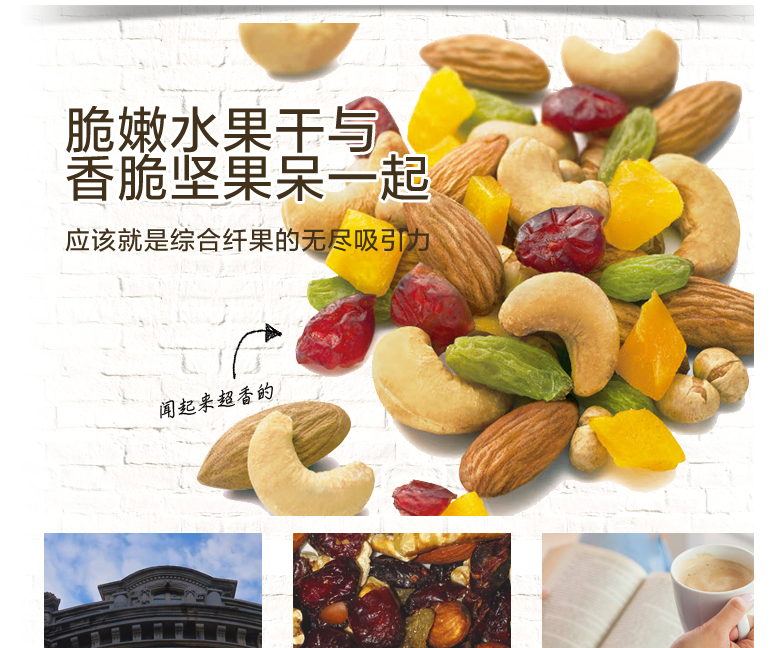 脆嫩水果干与
香脆坚果呆一起
应该就是综合纤果的无尽吸引力
闻起来超香的